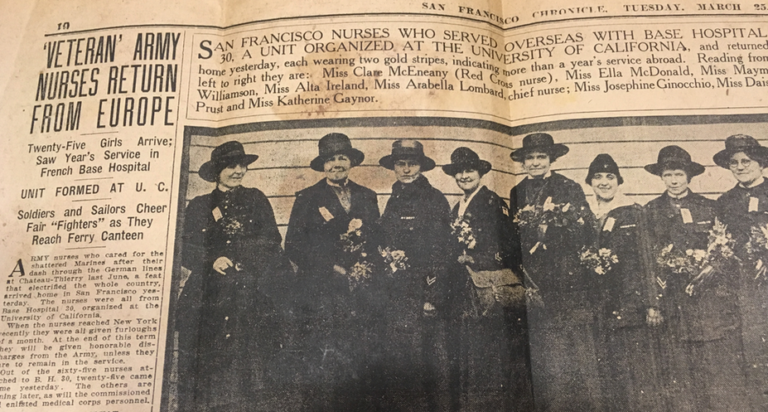 10
SAN FRANCISCO CHRONICLE, TUESDAY, MARCH 25,
'VETERAN' ARMY
NURSES RETURN
FROM EUROPE
Twenty-Five Girls Arrive;
Saw Year's Service in
French Base Hospital
UNIT FORMED AT U. C.
Soldiers and Sailors Cheer
Fair "Fighters" as They
Reach Ferry Canteen
ARMY nurses who cared for the
shattered Marines after their
dash through the German lines
at Chateau-Thierry last June, a feat
that electrified the whole country,
arrived home in San Francisco yes-
terday. The nurses were all from
Base Hospital 30, organized at the
University of California.
When the nurses reached New York
recently they were all given furloughs
of a month. At the end of this term
they will be given honorable dis-
charges from the Army, unless they
are to remain in the service.
Out of the sixty-five nurses at-
ched to B. H. 30, twenty-five came
me yesterday. The others are
ning later, as will the commissioned
d enlisted medical corps personnel.
SAN FRANCISCO NURSES WHO SERVED OVERSEAS WITH BASE HOSPITAL
30, A UNIT ORGANIZED AT THE UNIVERSITY OF CALIFORNIA, and returned
home yesterday, each wearing two gold stripes, indicating more than a year's service abroad. Reading from
left to right they are: Miss Clare McEneany (Red Cross nurse), Miss Ella McDonald, Miss Maym
Williamson, Miss Alta Ireland, Miss Arabella Lombard, chief nurse; Miss Josephine Ginocchio, Miss Dais
Prust and Miss Katherine Gaynor.